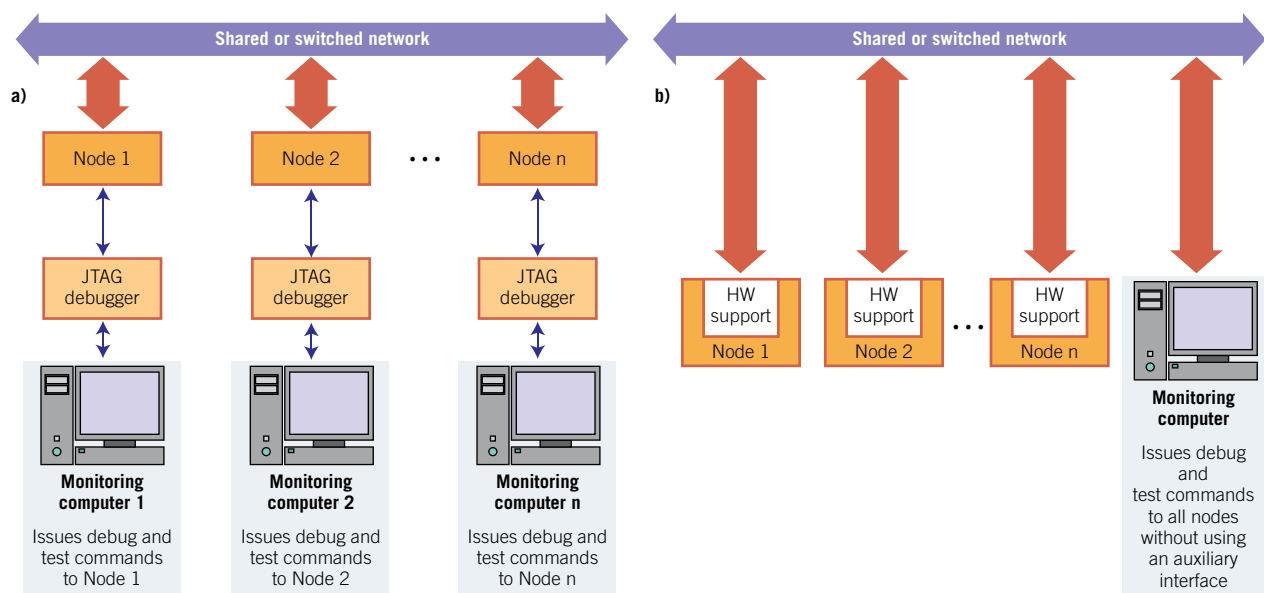 Shared or switched network
a)
Node 1
Node 2
...
Node n
JTAG
debugger
JTAG
debugger
JTAG
debugger
Monitoring
computer 1
Issues debug and
test commands
to Node 1
Monitoring
computer 2
Issues debug and
test commands
to Node 2
Monitoring
computer n
Issues debug and
test commands
to Node n
Shared or switched network
b)
HW
support
Node 1
HW
support
Node 2
...
HW
support
Node n
Monitoring
computer
Issues debug
and
test commands
to all nodes
without using
an auxiliary
interface